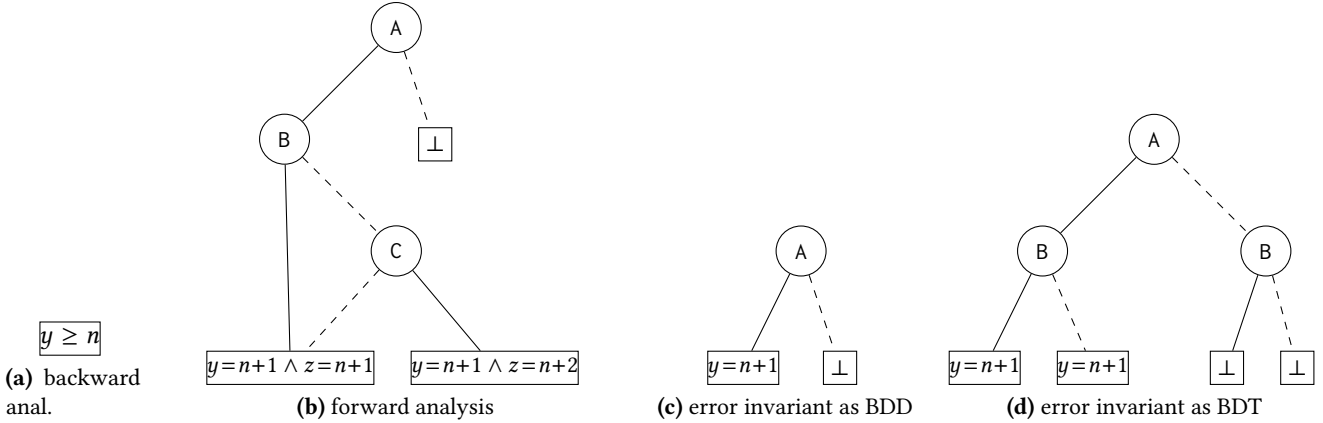 A
B
⊥
A
C
A
B
B
y ≥ n
y=n+1 ∧ z=n+1
y=n+1 ∧ z=n+2
y=n+1
⊥
y=n+1
y=n+1
⊥
⊥
(a) backward
anal.
(b) forward analysis
(c) error invariant as BDD
(d) error invariant as BDT